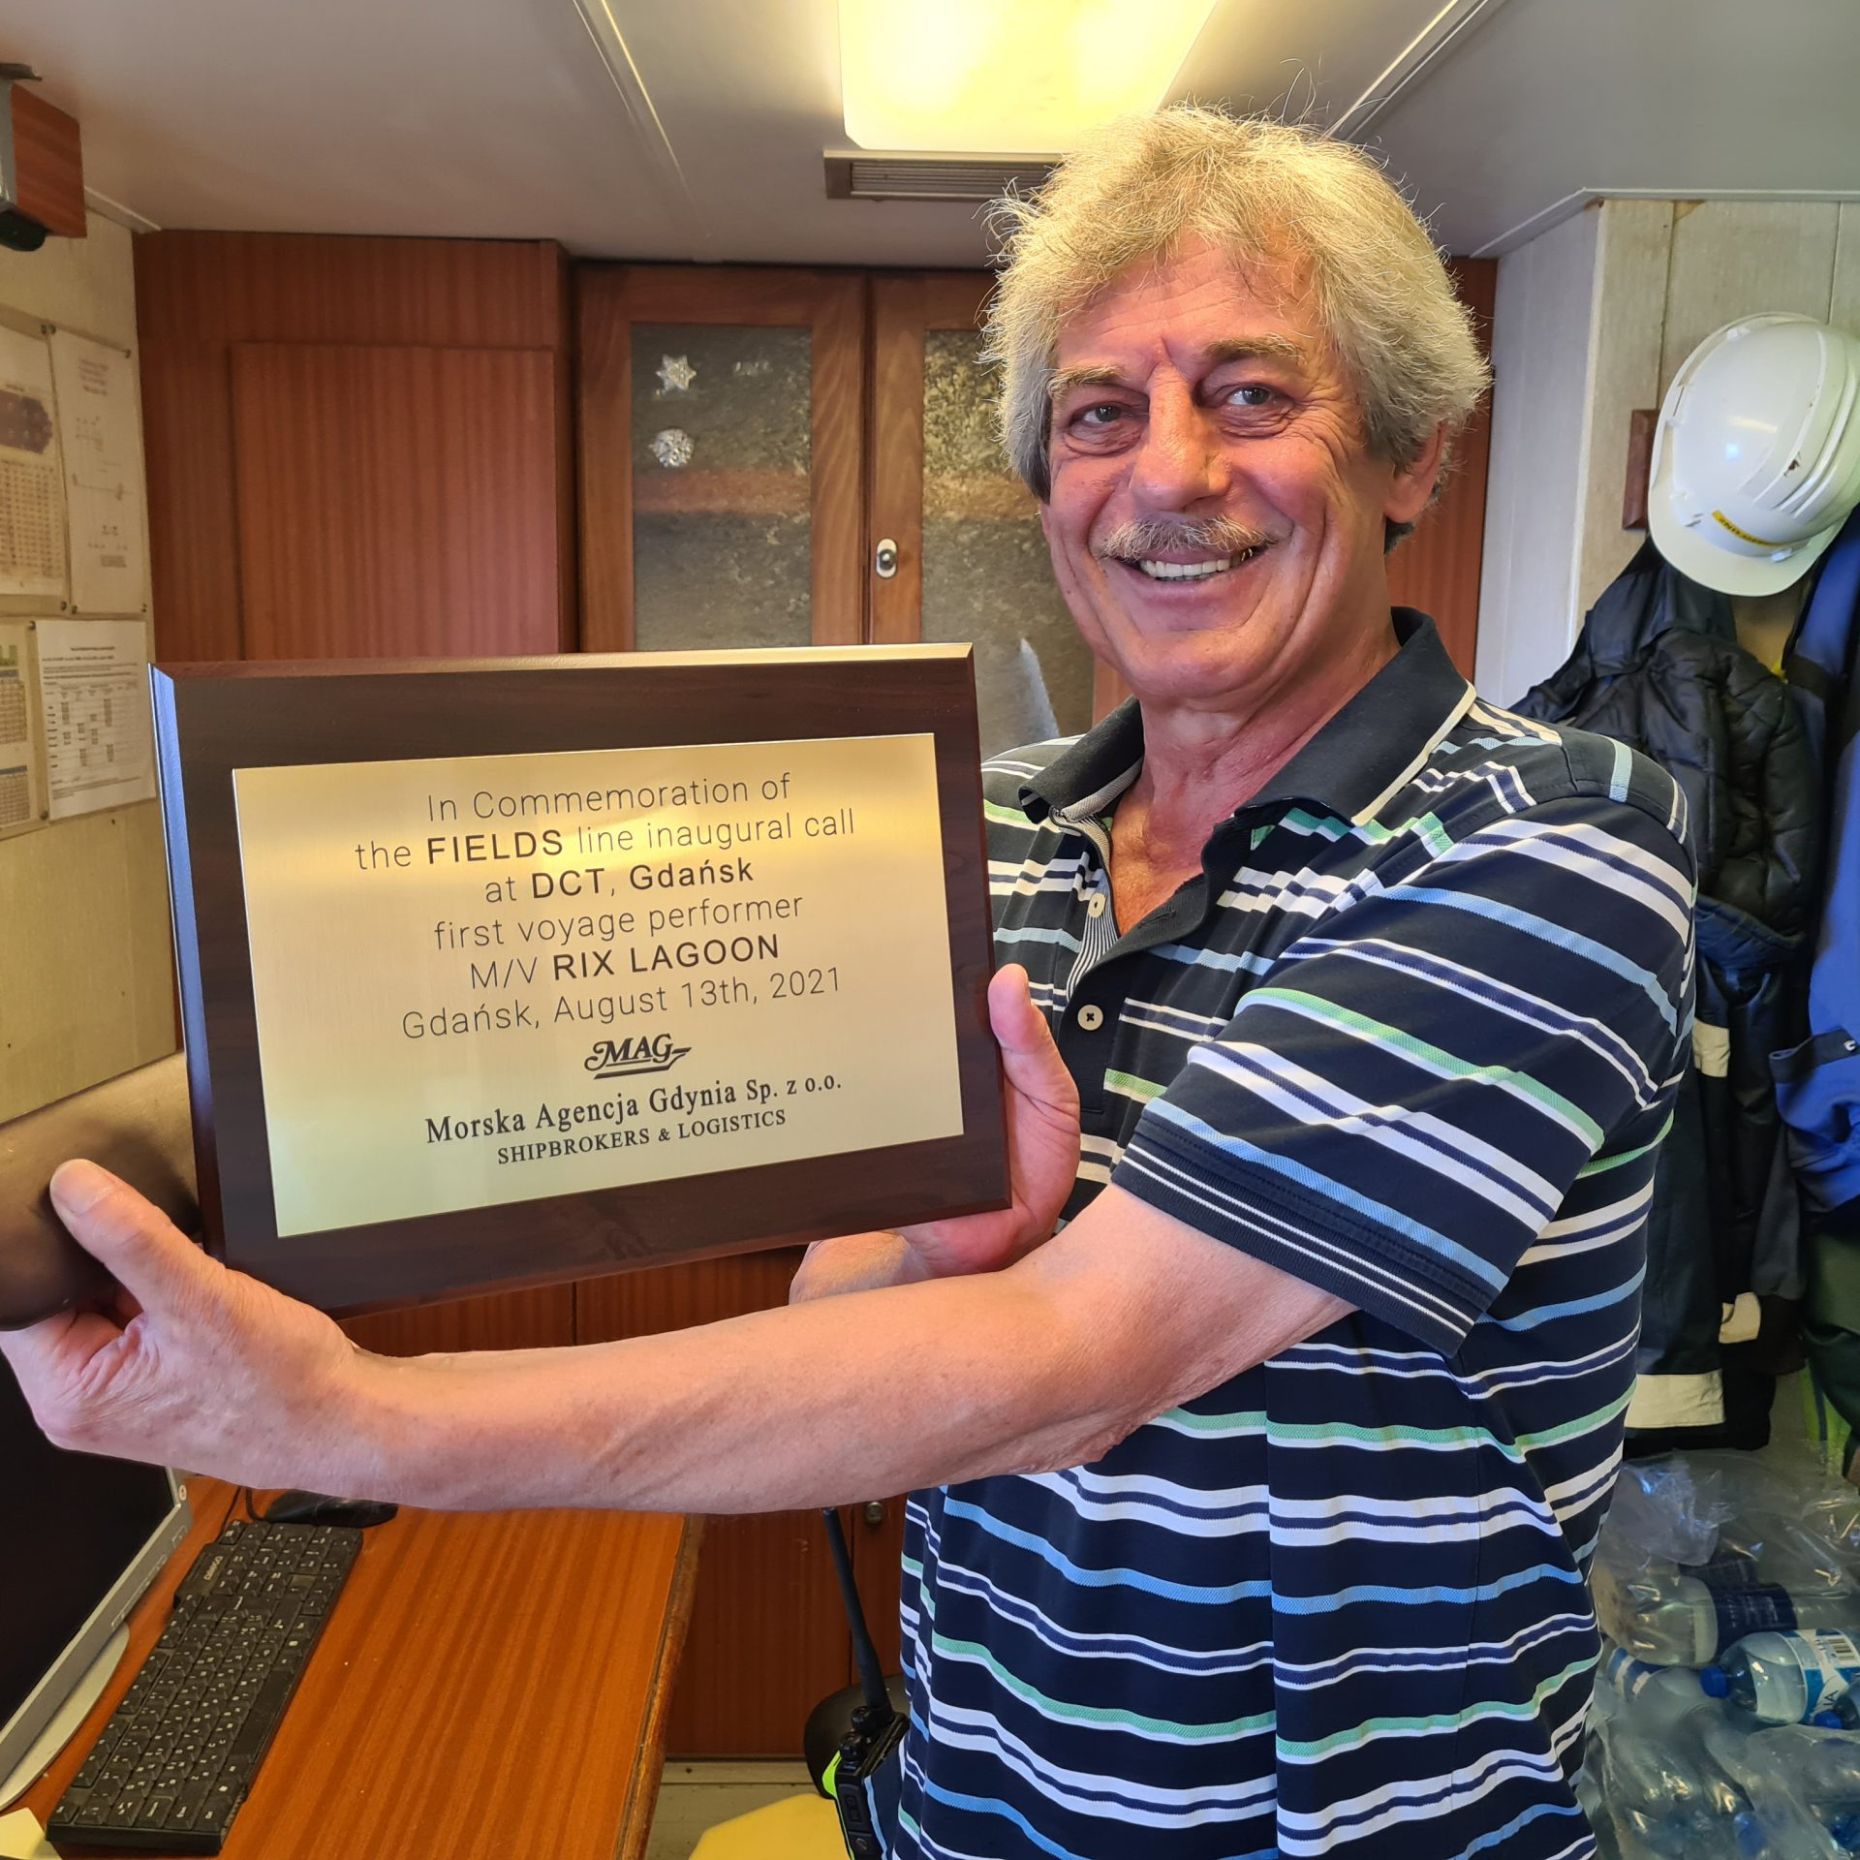 In Commemoration of
the FIELDS line inaugural call
at DCT, Gdańsk
first voyage performer
M/V RIX LAGOON
Gdańsk, August 13th, 2021
MAG
Morska Agencja Gdynia Sp. z o.o.
SHIPBROKERS & LOGISTICS